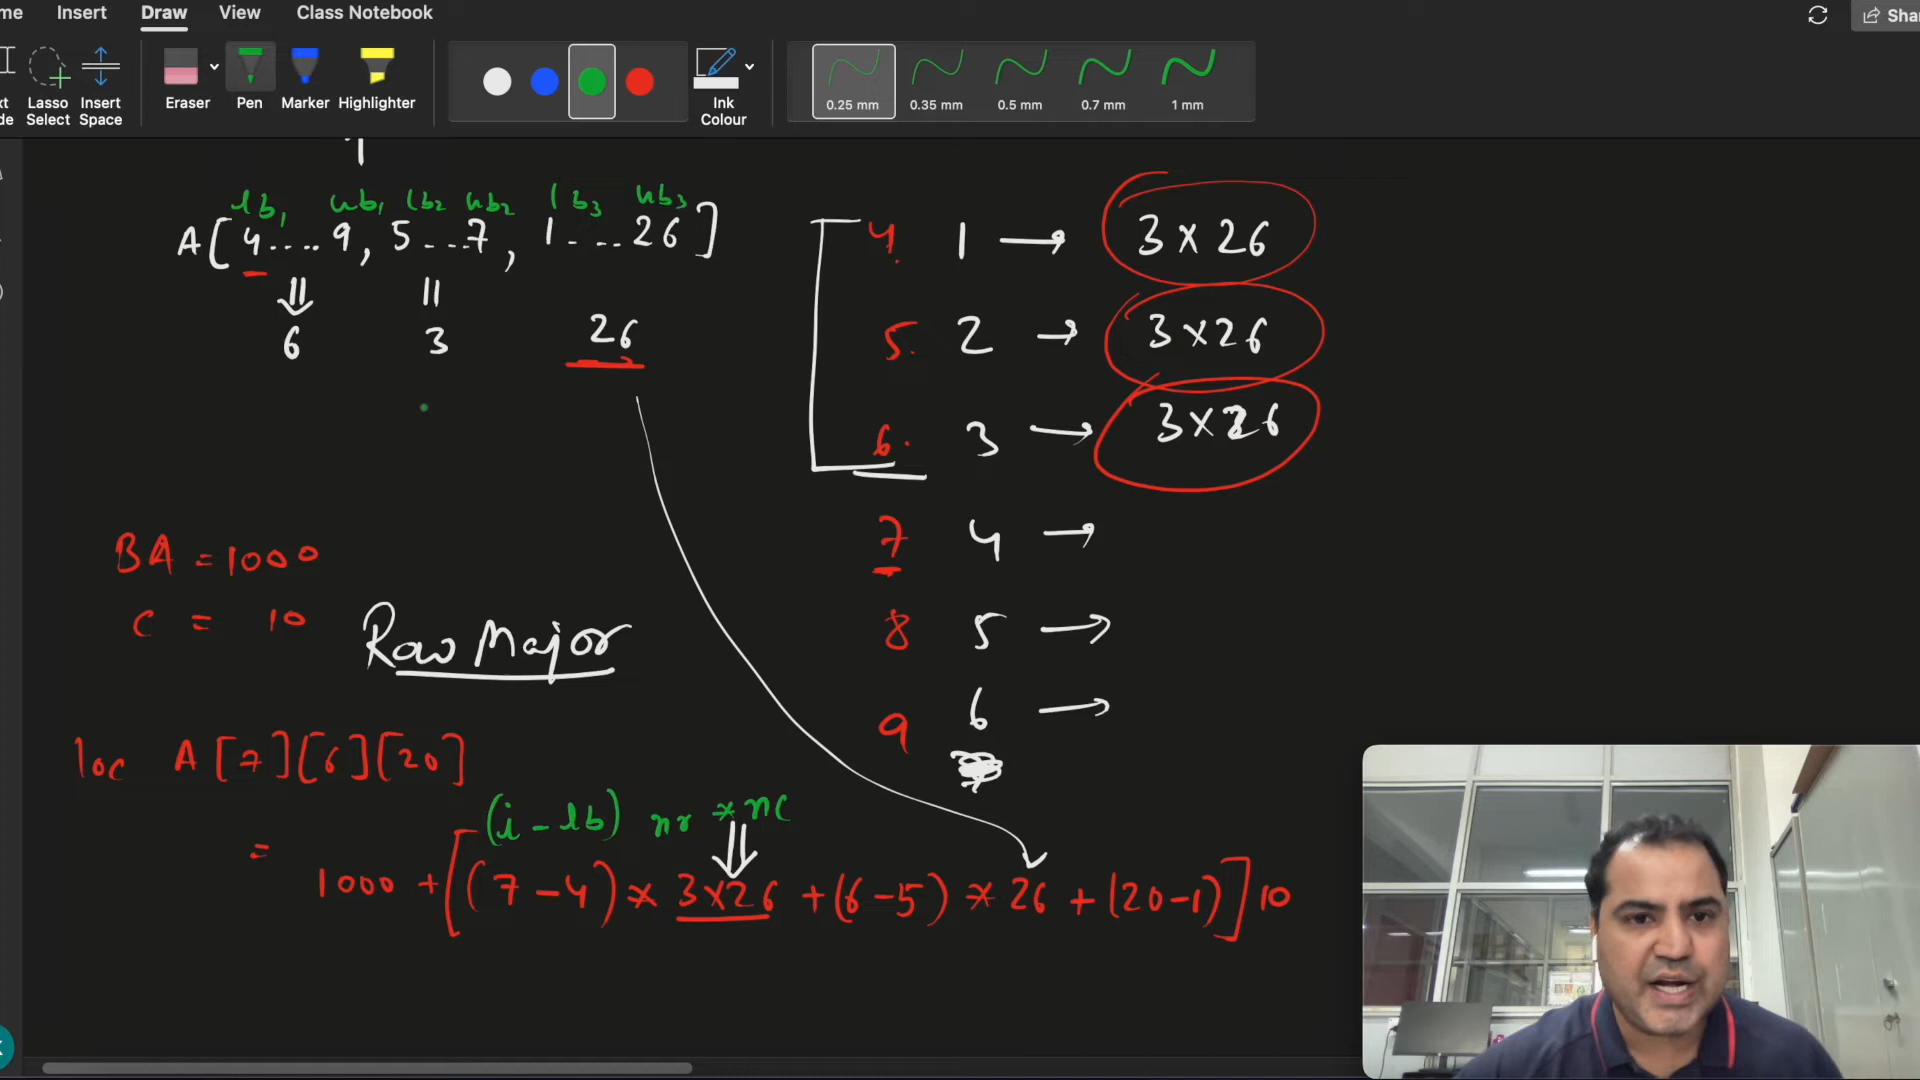 Insert Draw View Class Notebook
Lasso Select
Insert Space
Eraser
Pen
Marker
Highlighter
Ink Colour
0.25 mm
0.35 mm
0.5 mm
0.7 mm
1 mm
lb1 ub1 lb2 ub2 lb3 ub3
A[4....9, 5...7, 1....26]
6 3 26
4. 1 → 3 x 26
5. 2 → 3 x 26
6. 3 → 3 x 26
7 4 →
8 5 →
9 6 →
BA = 1000
C = 10
Row Major
loc A[7][6][20]
(i - lb) nr * nc
= 1000 + [(7 - 4) * 3 x 26 + (6 - 5) * 26 + (20 - 1)] 10